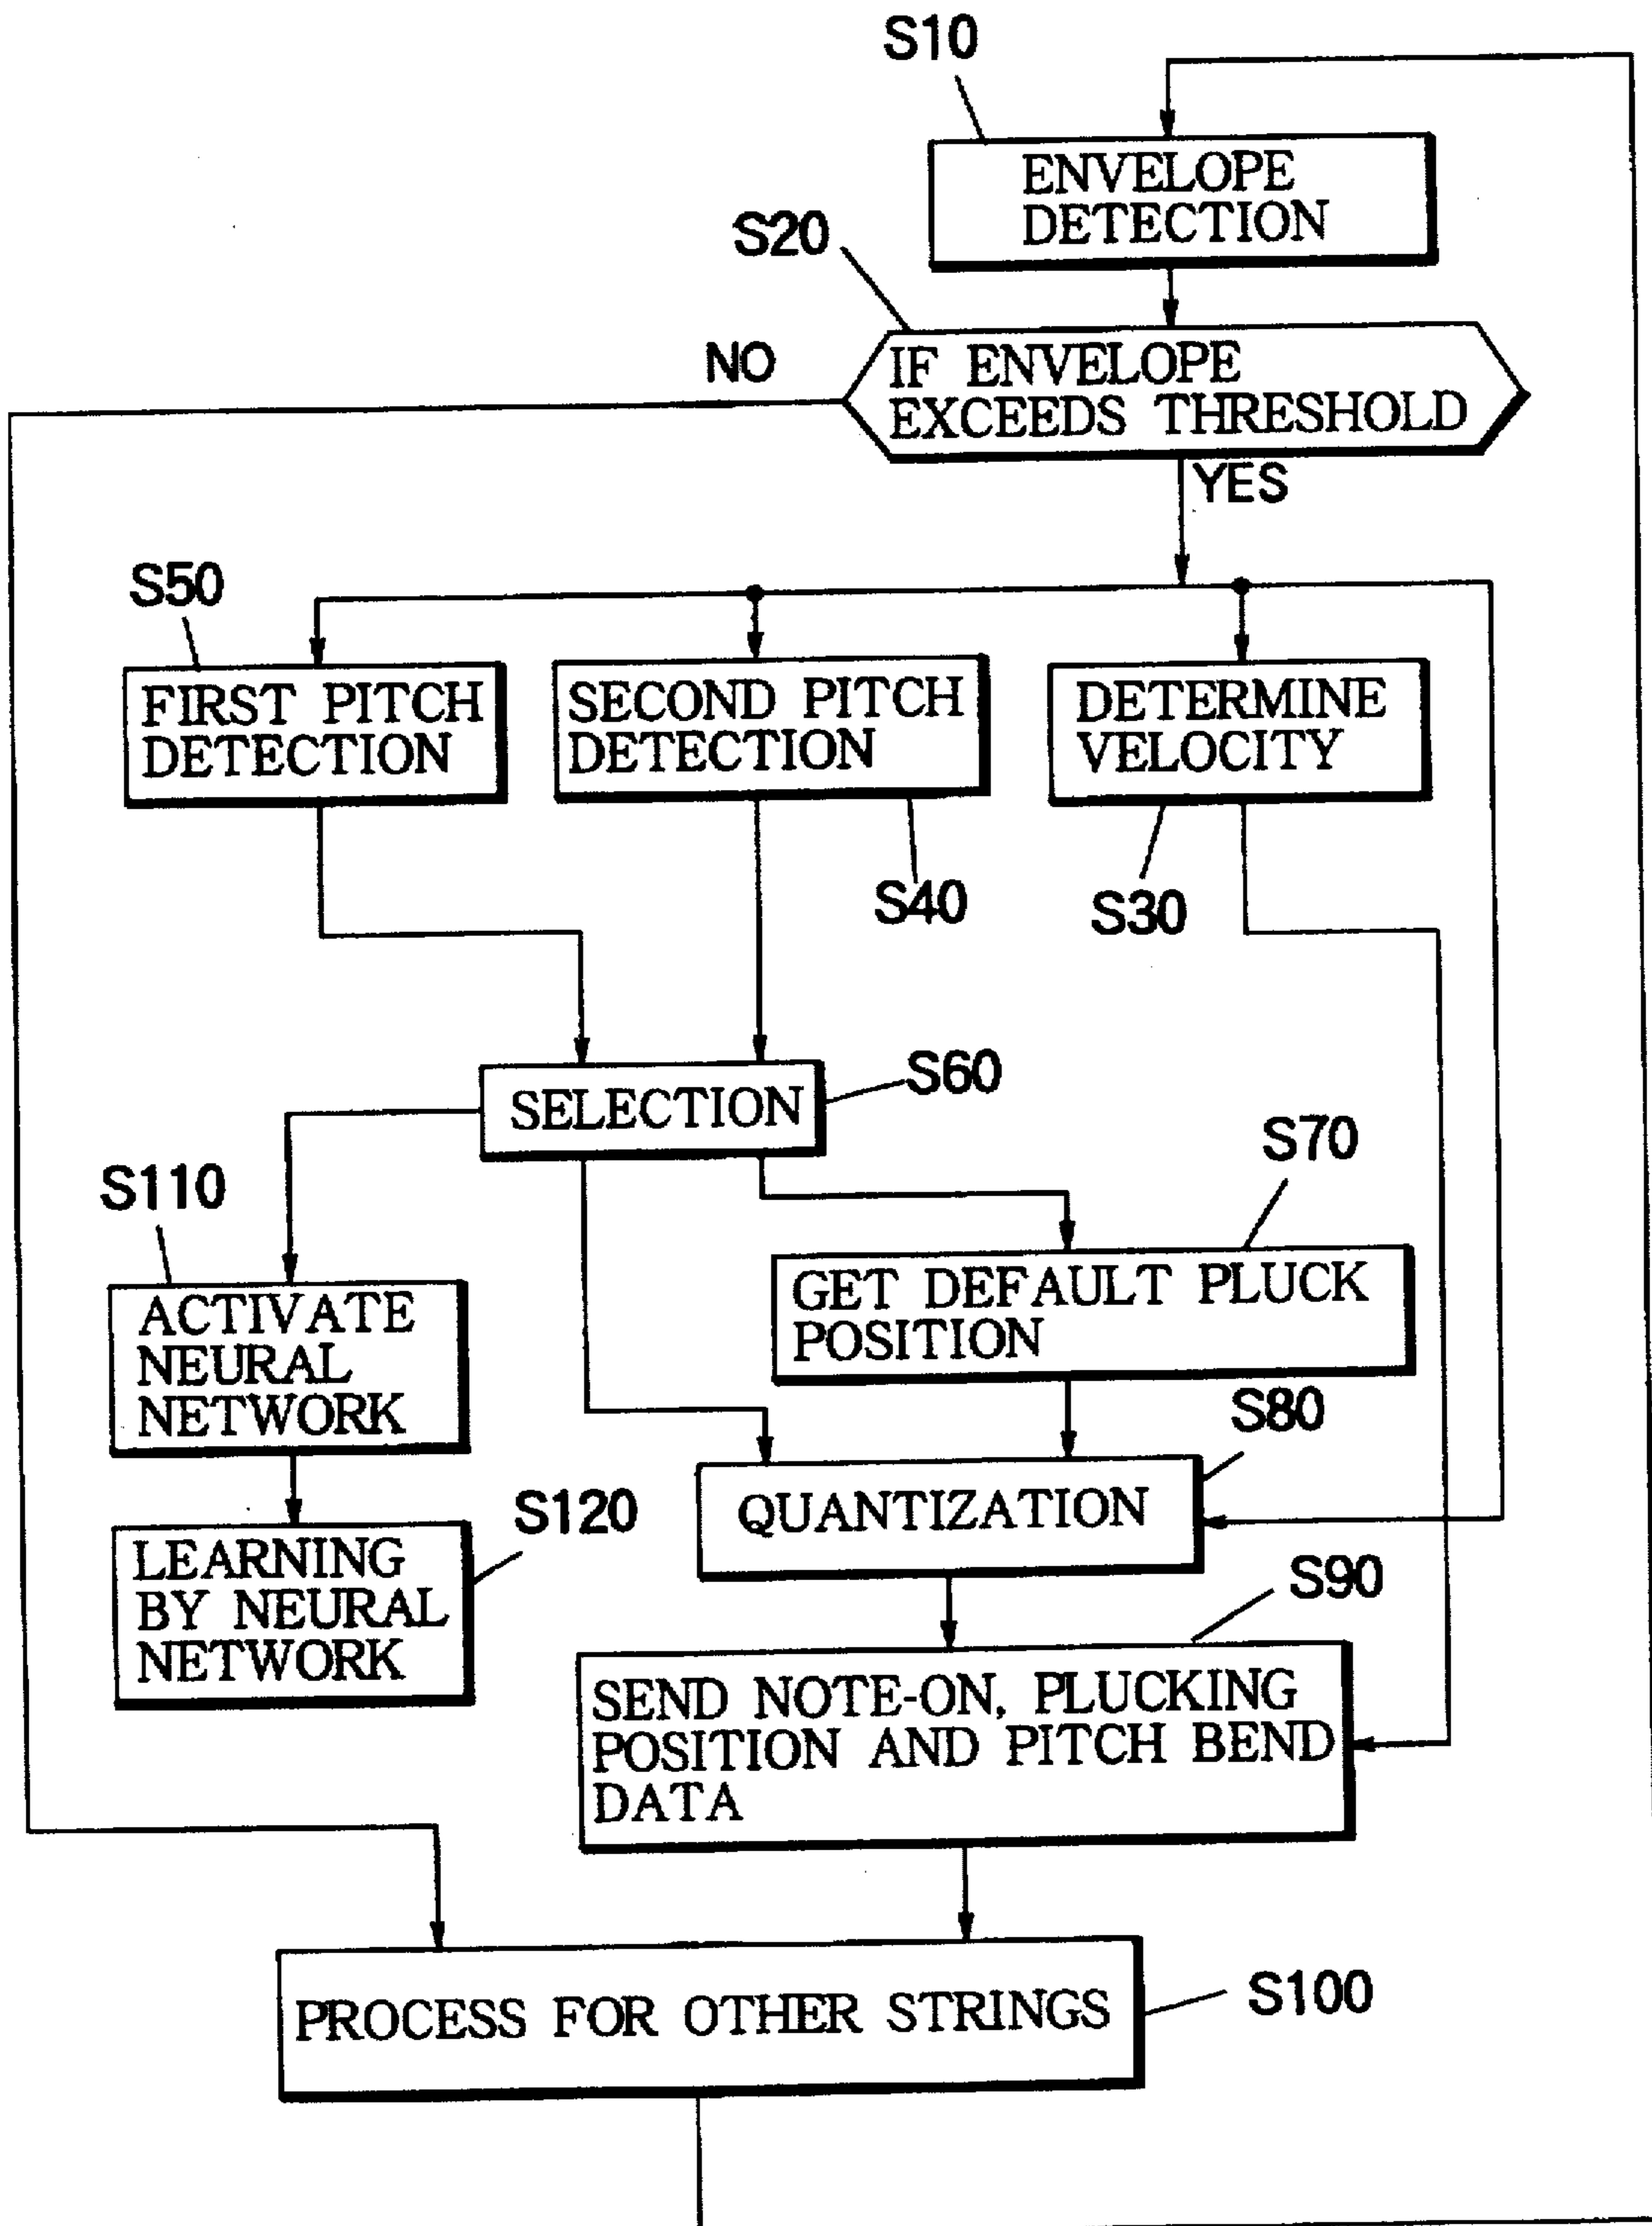 S10
ENVELOPE
DETECTION
S20
NO
IF ENVELOPE
EXCEEDS THRESHOLD
YES
S50
FIRST PITCH
DETECTION
SECOND PITCH
DETECTION
DETERMINE
VELOCITY
S40
S30
SELECTION
S60
S70
S110
GET DEFAULT PLUCK
POSITION
ACTIVATE
NEURAL
NETWORK
S80
QUANTIZATION
S120
LEARNING
BY NEURAL
NETWORK
S90
SEND NOTE-ON, PLUCKING
POSITION AND PITCH BEND
DATA
PROCESS FOR OTHER STRINGS
S100